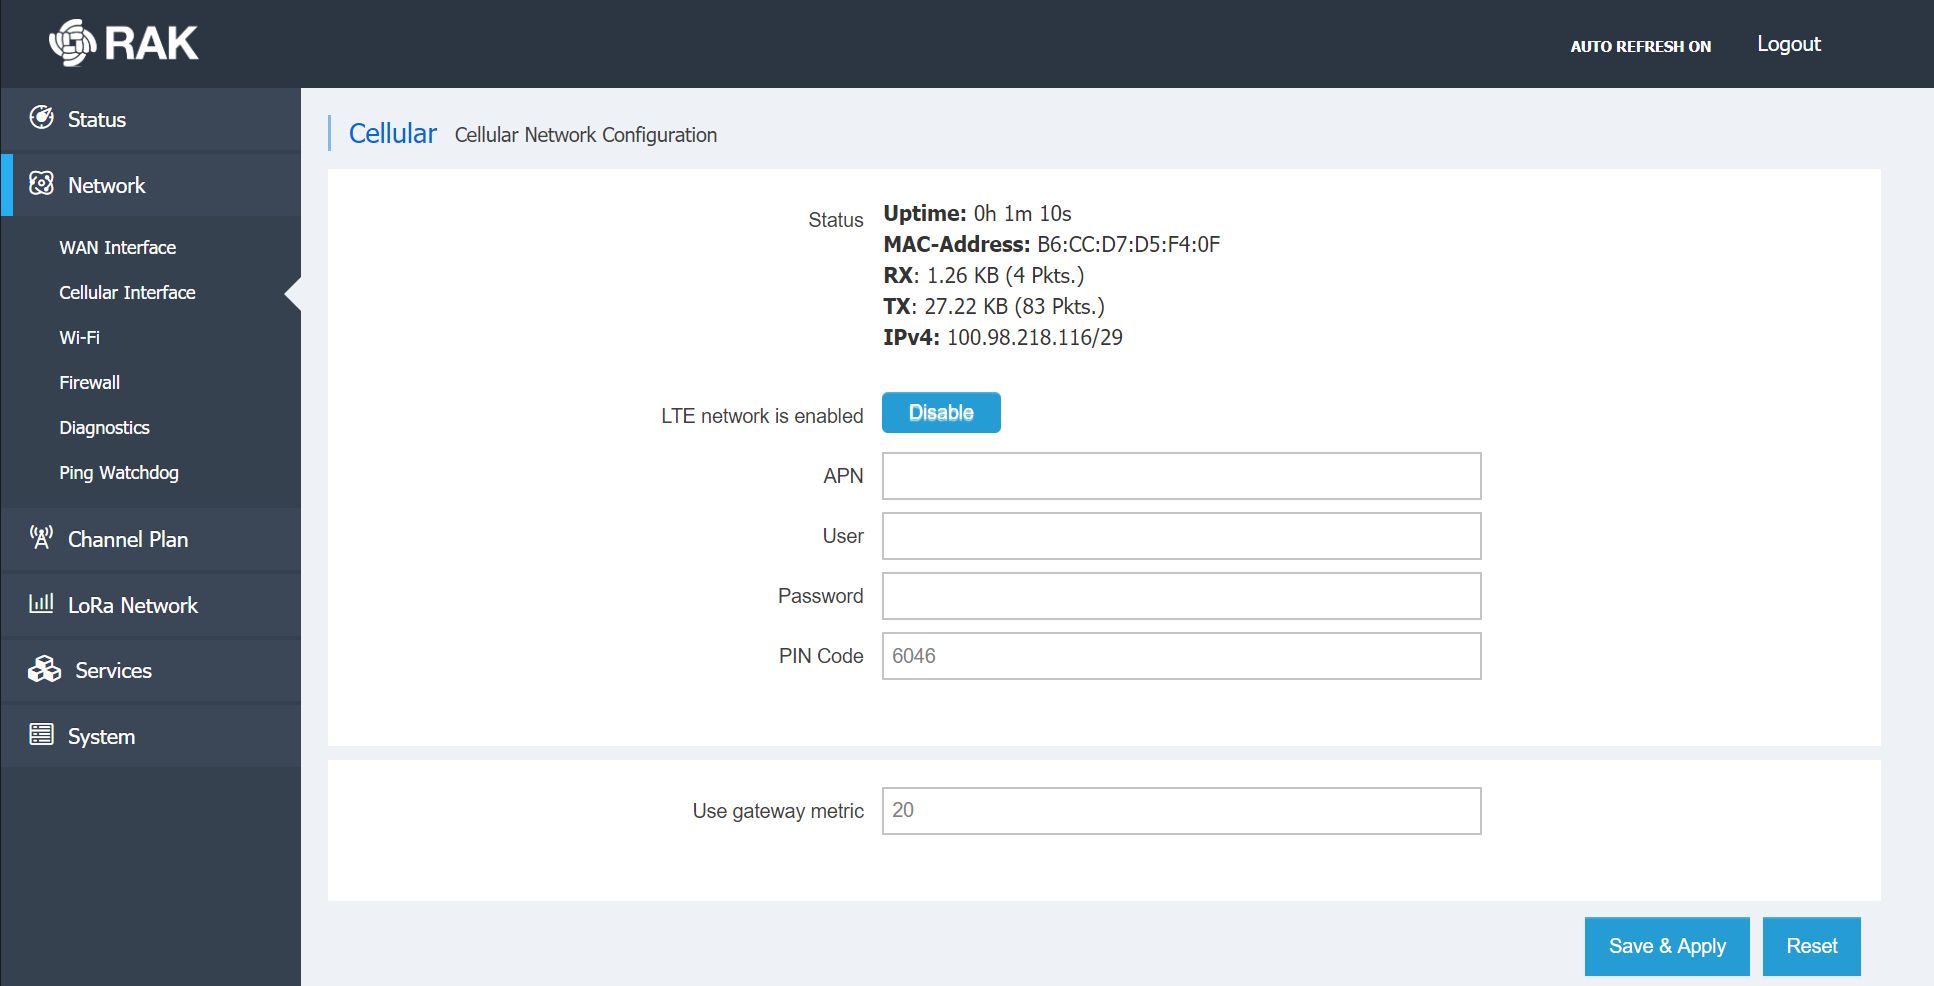 RAK
AUTO REFRESH ON
Logout
Status
Network
WAN Interface
Cellular Interface
Wi-Fi
Firewall
Diagnostics
Ping Watchdog
Channel Plan
LoRa Network
Services
System
Cellular Cellular Network Configuration
Status
Uptime: 0h 1m 10s
MAC-Address: B6:CC:D7:D5:F4:0F
RX: 1.26 KB (4 Pkts.)
TX: 27.22 KB (83 Pkts.)
IPv4: 100.98.218.116/29
LTE network is enabled Disable
APN
User
Password
PIN Code 6046
Use gateway metric 20
Save & Apply
Reset